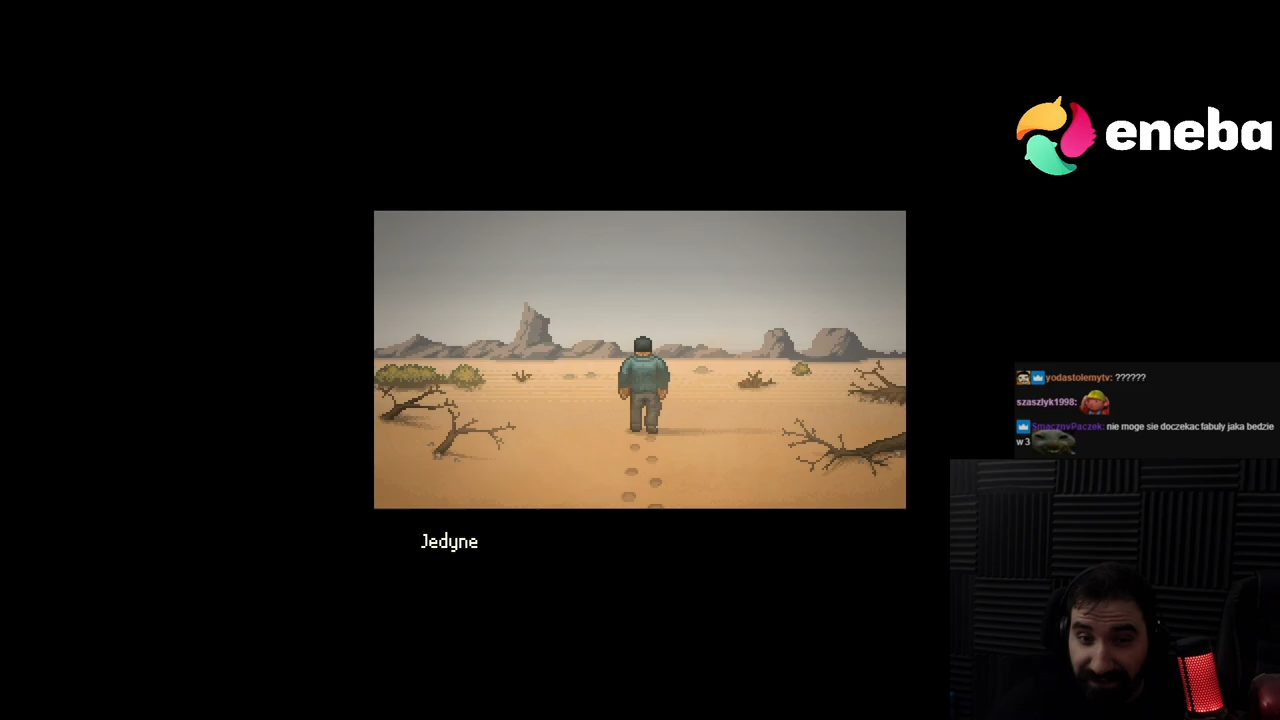 eneba
yodastolemytv: ??????
szaszlyk1998:
SmacznyPaczek: nie moge sie doczekac fabuly jaka bedzie
w 3
Jedyne